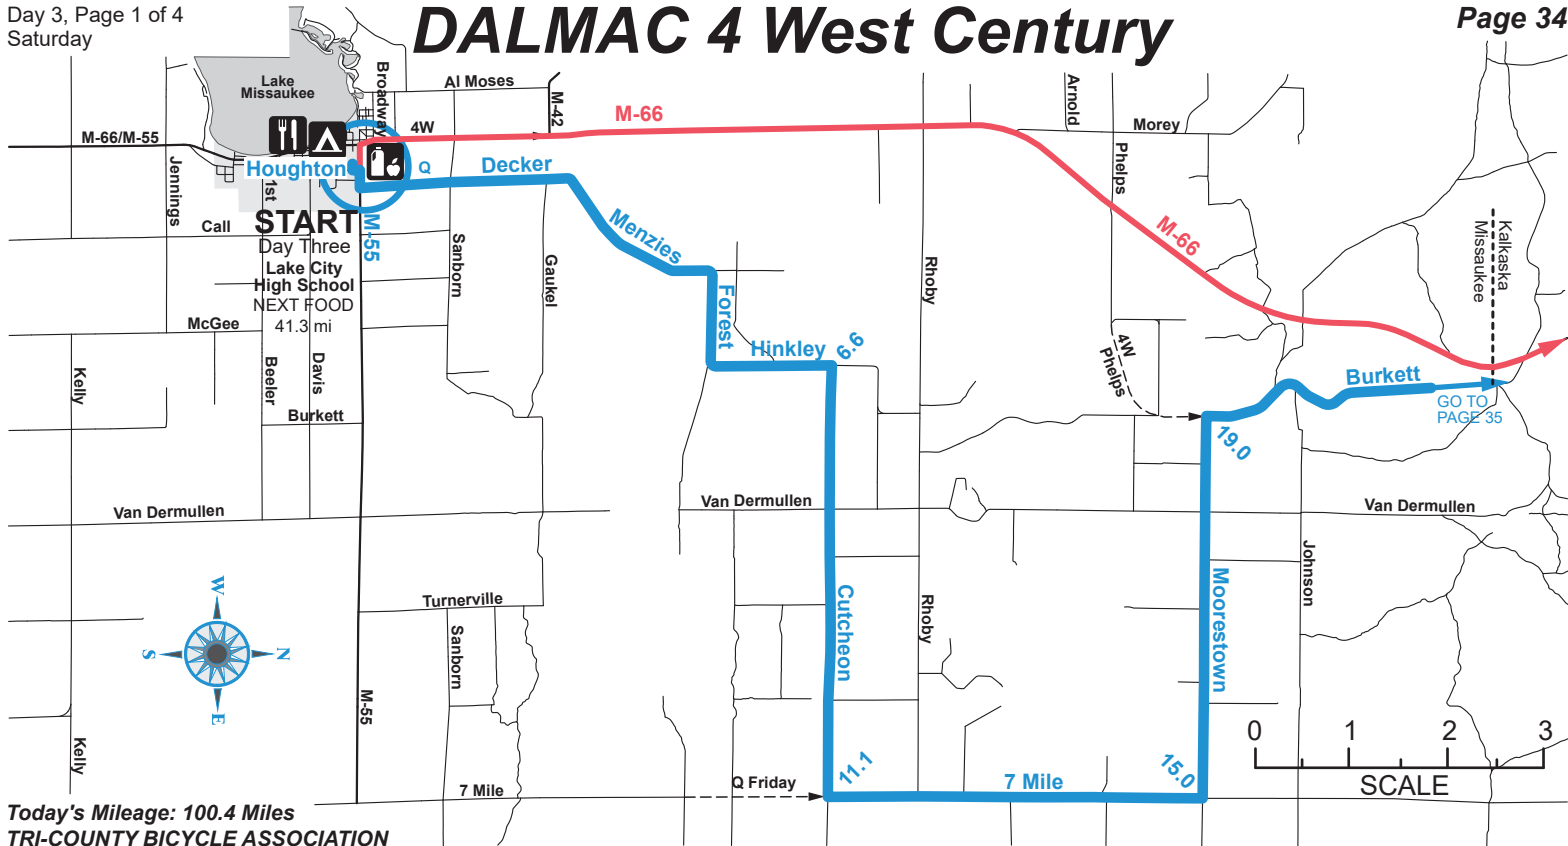 Day 3, Page 1 of 4
Saturday
DALMAC 4 West Century
Page 34
Lake
Missaukee
Broadway
Al Moses
M-42
M-66
Arnold
Morey
M-66/M-55
4W
Jennings
Houghton
1st
Q
Decker
Phelps
START
Day Three
Lake City
High School
NEXT FOOD
41.3 mi
Call
M-55
Sanborn
Gaukel
Menzies
Forest
Rhoby
M-66
Kalkaska
Missaukee
McGee
Hinkley
6.6
4W
Phelps
Kelly
Beeler
Davis
Burkett
Burkett
GO TO
PAGE 35
19.0
Van Dermullen
Van Dermullen
Van Dermullen
Johnson
W
S
N
E
Turnerville
Sanborn
Cutcheon
Rhoby
Moorestown
M-55
Kelly
0 1 2 3
SCALE
7 Mile
Q Friday
11.1
7 Mile
15.0
Today's Mileage: 100.4 Miles
TRI-COUNTY BICYCLE ASSOCIATION